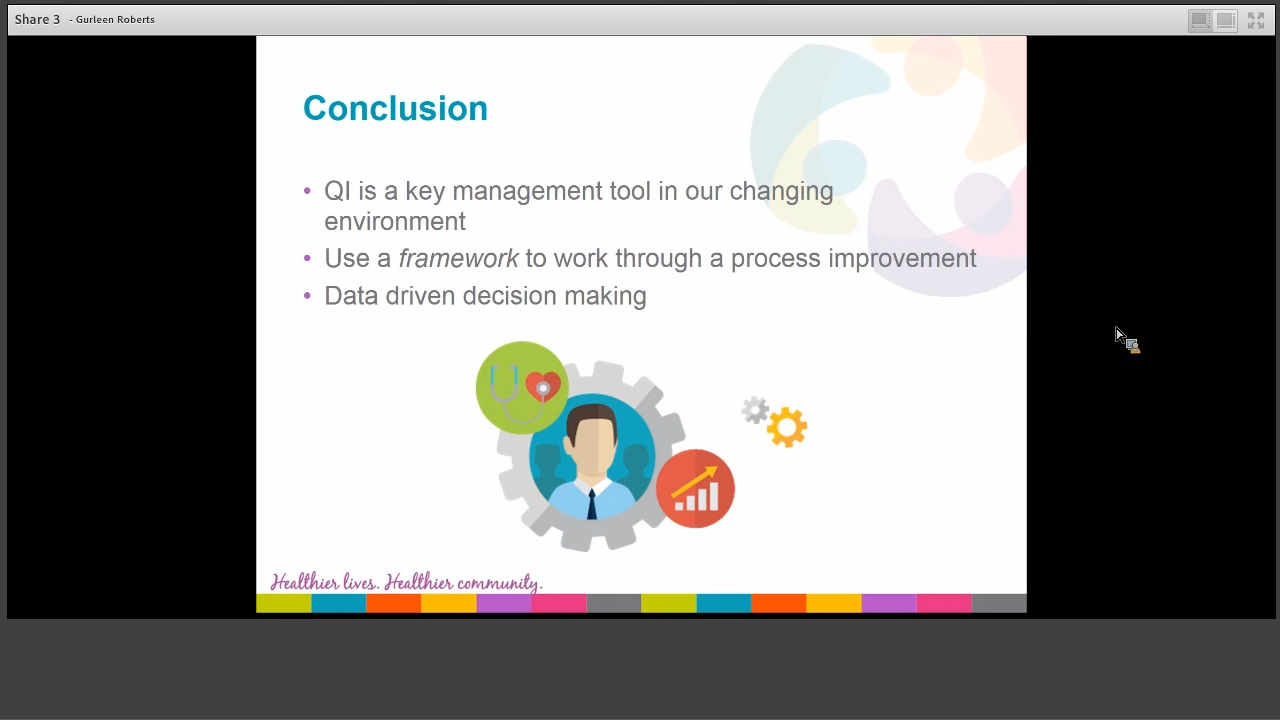 Share 3 - Gurleen Roberts
Conclusion
• QI is a key management tool in our changing
environment
• Use a framework to work through a process improvement
• Data driven decision making
Healthier lives. Healthier community.